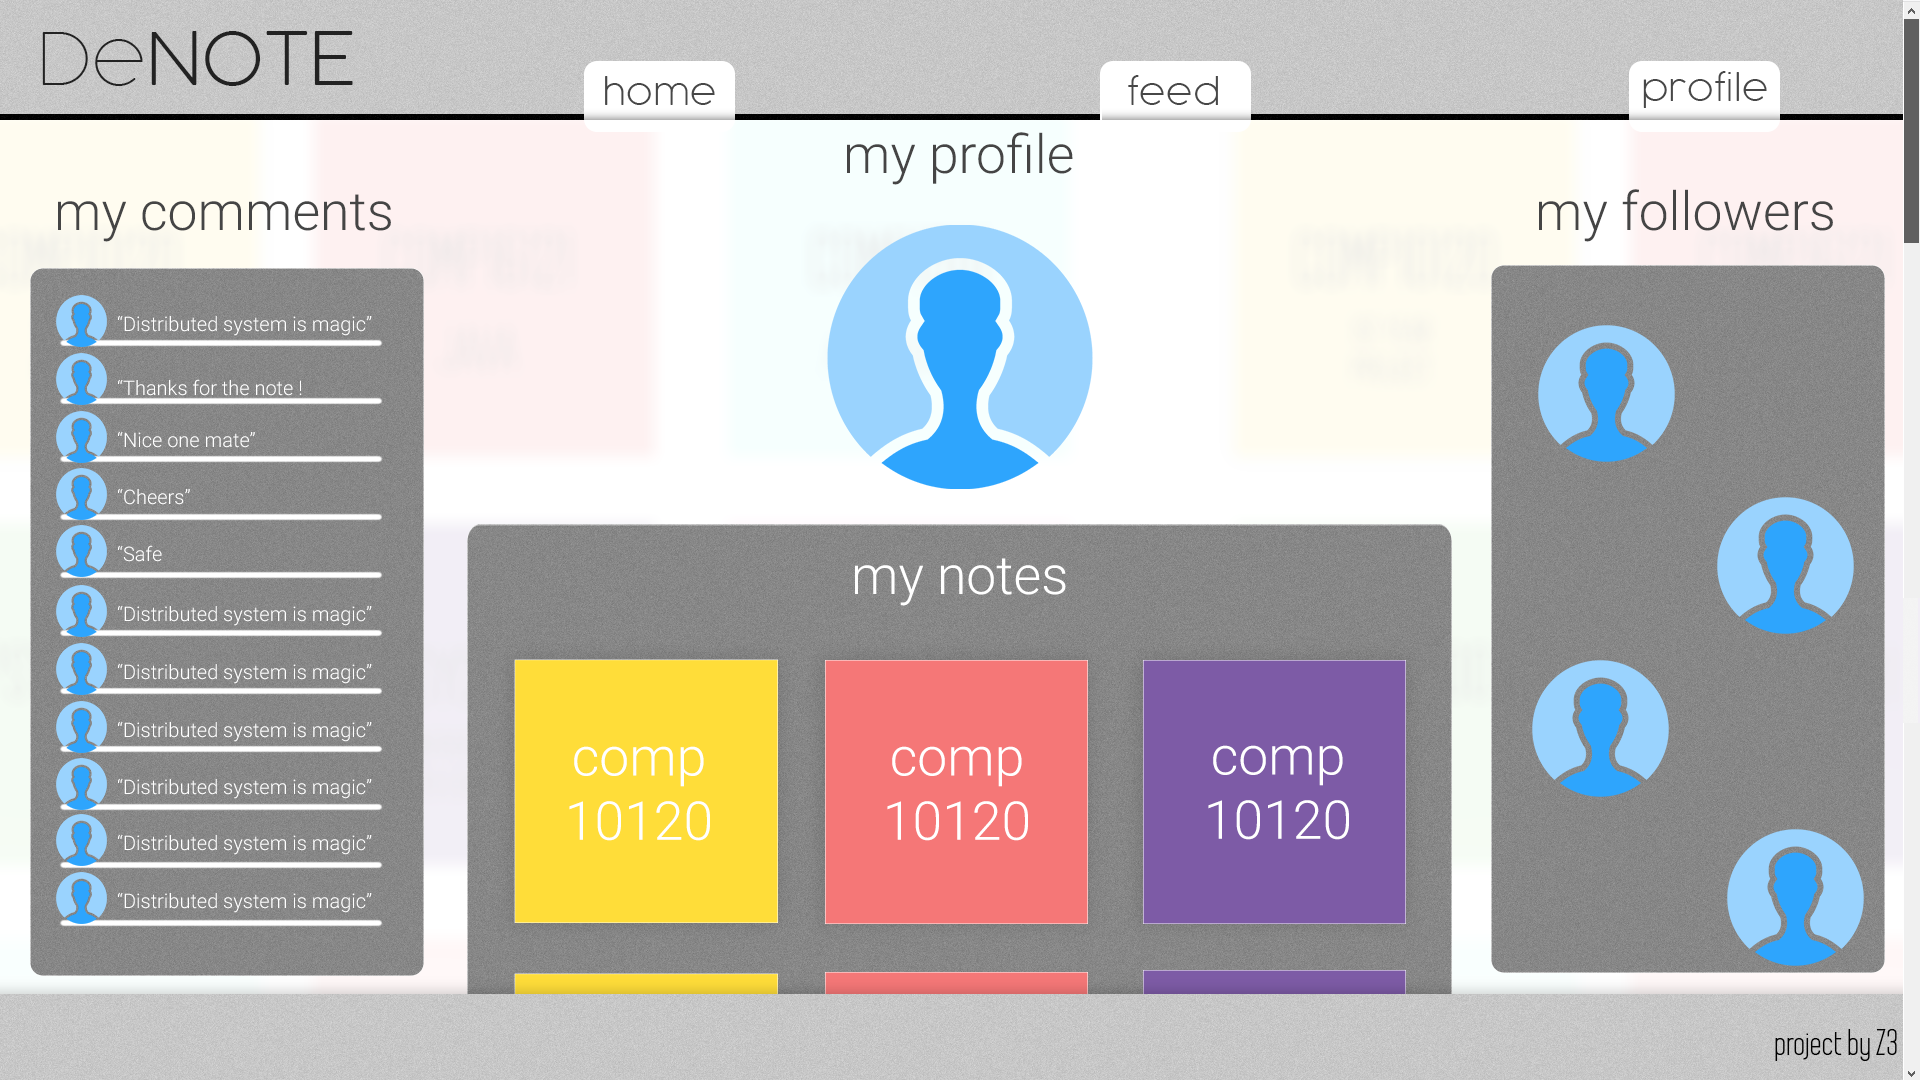 DeNOTE
home
feed
profile
my profile
my comments
“Distributed system is magic”
“Thanks for the note !
“Nice one mate”
“Cheers”
“Safe
“Distributed system is magic”
“Distributed system is magic”
“Distributed system is magic”
“Distributed system is magic”
“Distributed system is magic”
“Distributed system is magic”
my notes
comp
10120
comp
10120
comp
10120
my followers
project by Z3